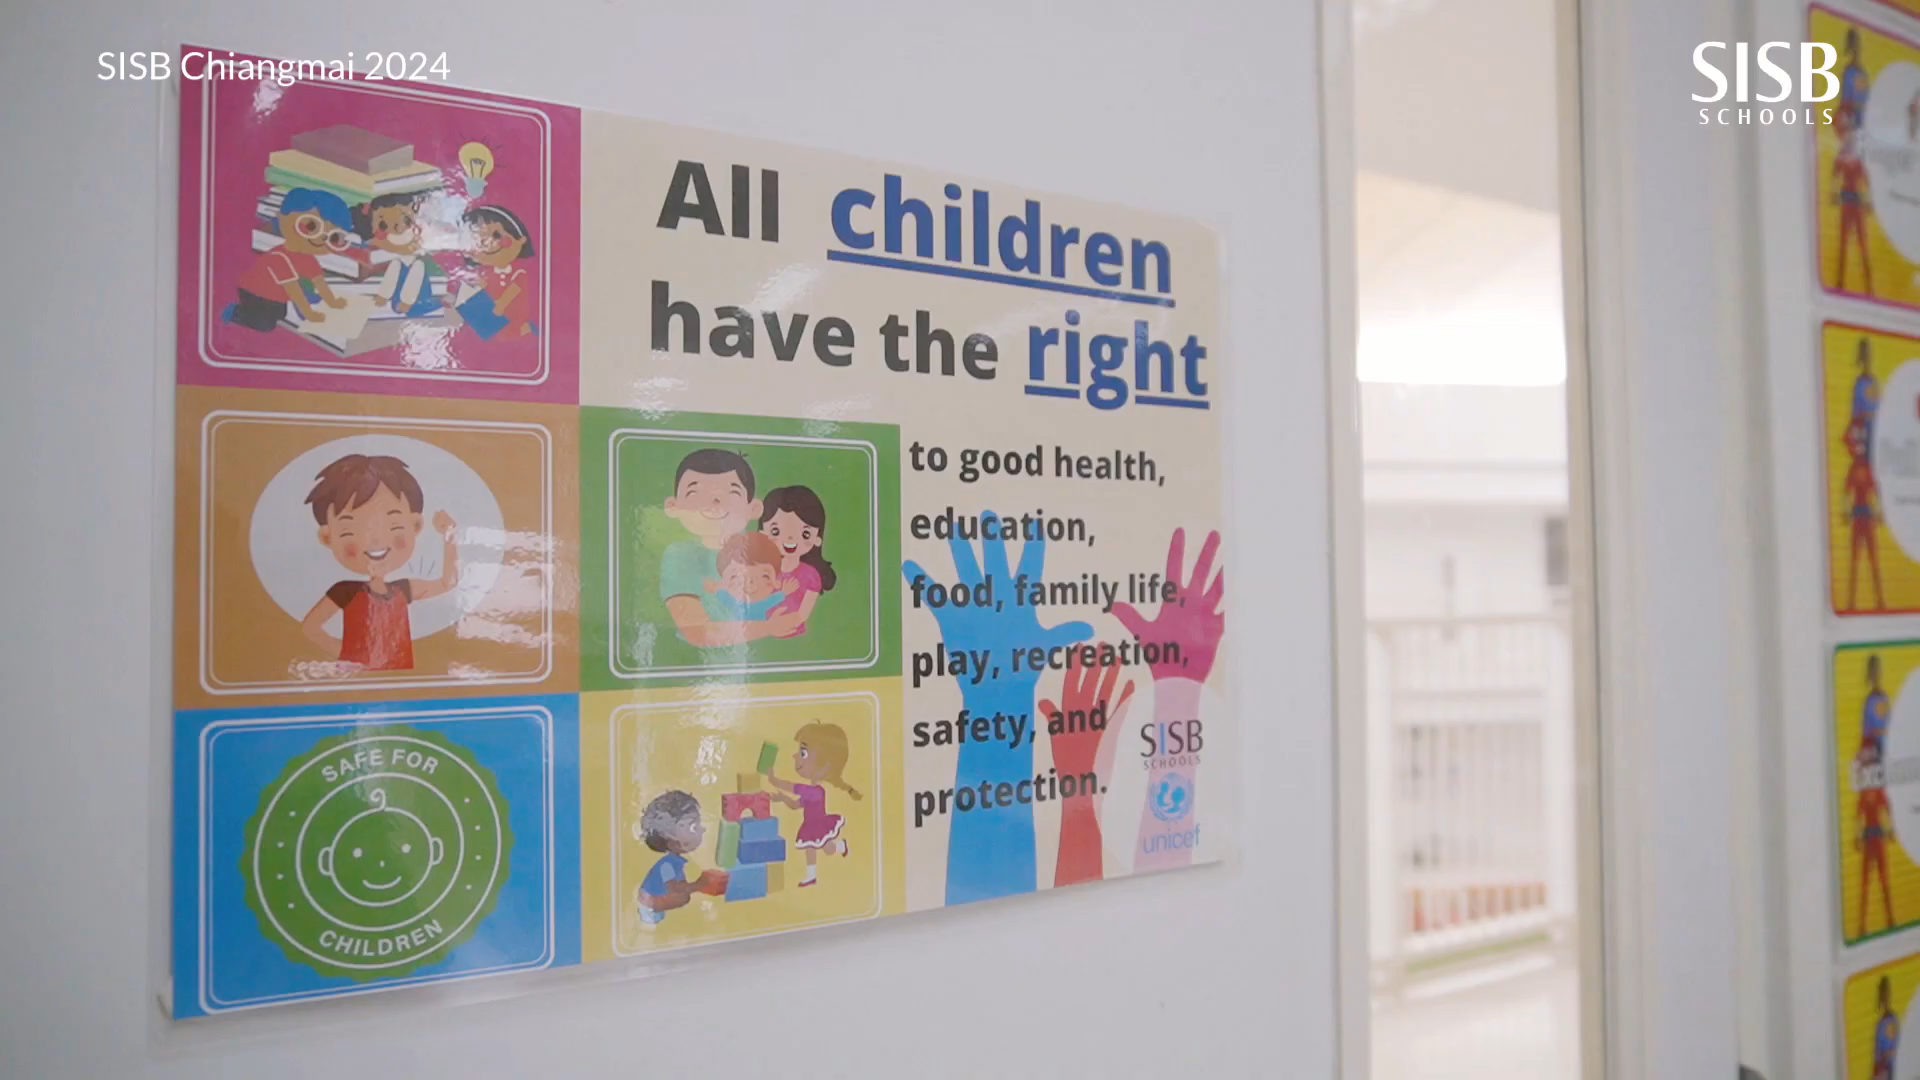 SISB Chiangmai 2024
SISB
SCHOOLS
All children
have the right
to good health,
education,
food, family life,
play, recreation,
safety, and
protection.
SISB
SCHOOLS
unicef
SAFE FOR
CHILDREN